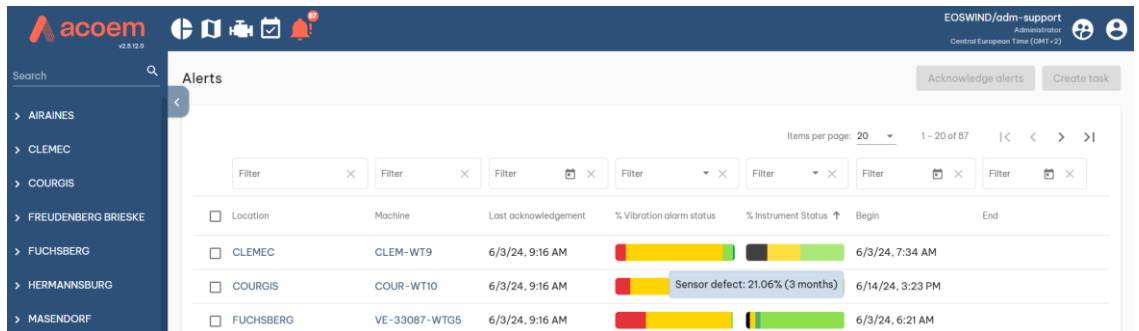 87
EOSWIND/adm-support
acoem
Administrator
v2.5.12.0
Central European Time (GMT+2)
Search
Alerts
Acknowledge alerts
Create task
AIRAINES
CLEMEC
Items per page: 20
1 – 20 of 87
COURGIS
Filter
Filter
Filter
Filter
Filter
Filter
Filter
FREUDENBERG BRIESKE
Location
Machine
Last acknowledgement
% Vibration alarm status
% Instrument Status
Begin
End
FUCHSBERG
CLEMEC
CLEM-WT9
6/3/24, 9:16 AM
6/3/24, 7:34 AM
HERMANNSBURG
COURGIS
COUR-WT10
6/3/24, 9:16 AM
Sensor defect: 21.06% (3 months)
6/14/24, 3:23 PM
MASENDORF
FUCHSBERG
VE-33087-WTG5
6/3/24, 9:16 AM
6/3/24, 6:21 AM